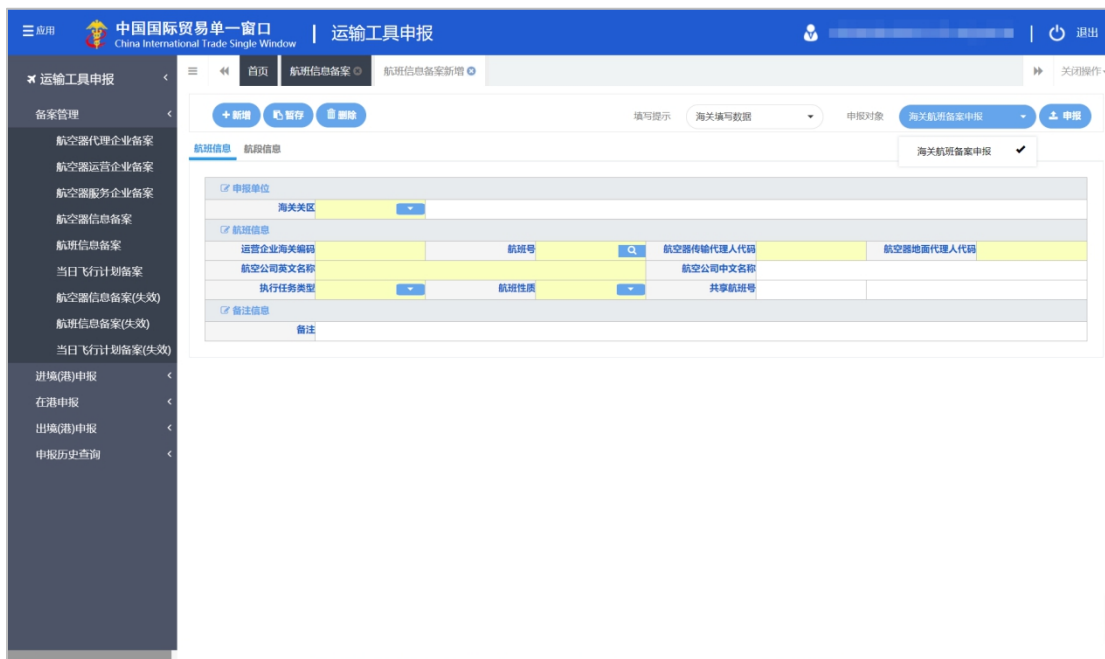 应用 中国国际贸易单一窗口 | 运输工具申报 | 退出
China International Trade Single Window
运输工具申报
首页 航班信息备案 航班信息备案新增 关闭操作
备案管理
航空器代理企业备案
航空器运营企业备案
航空器服务企业备案
航空器信息备案
航班信息备案
当日飞行计划备案
航空器信息备案(失效)
航班信息备案(失效)
当日飞行计划备案(失效)
进境(港)申报
在港申报
出境(港)申报
申报历史查询
+新增 暂存 删除 填写提示 海关填写数据 申报对象 海关航班备案申报 申报
海关航班备案申报
航班信息 航段信息
申报单位
海关关区
航班信息
运营企业海关编码 航班号 航空器传输代理人代码 航空器地面代理人代码
航空公司英文名称 航空公司中文名称
执行任务类型 航班性质 共享航班号
备注信息
备注